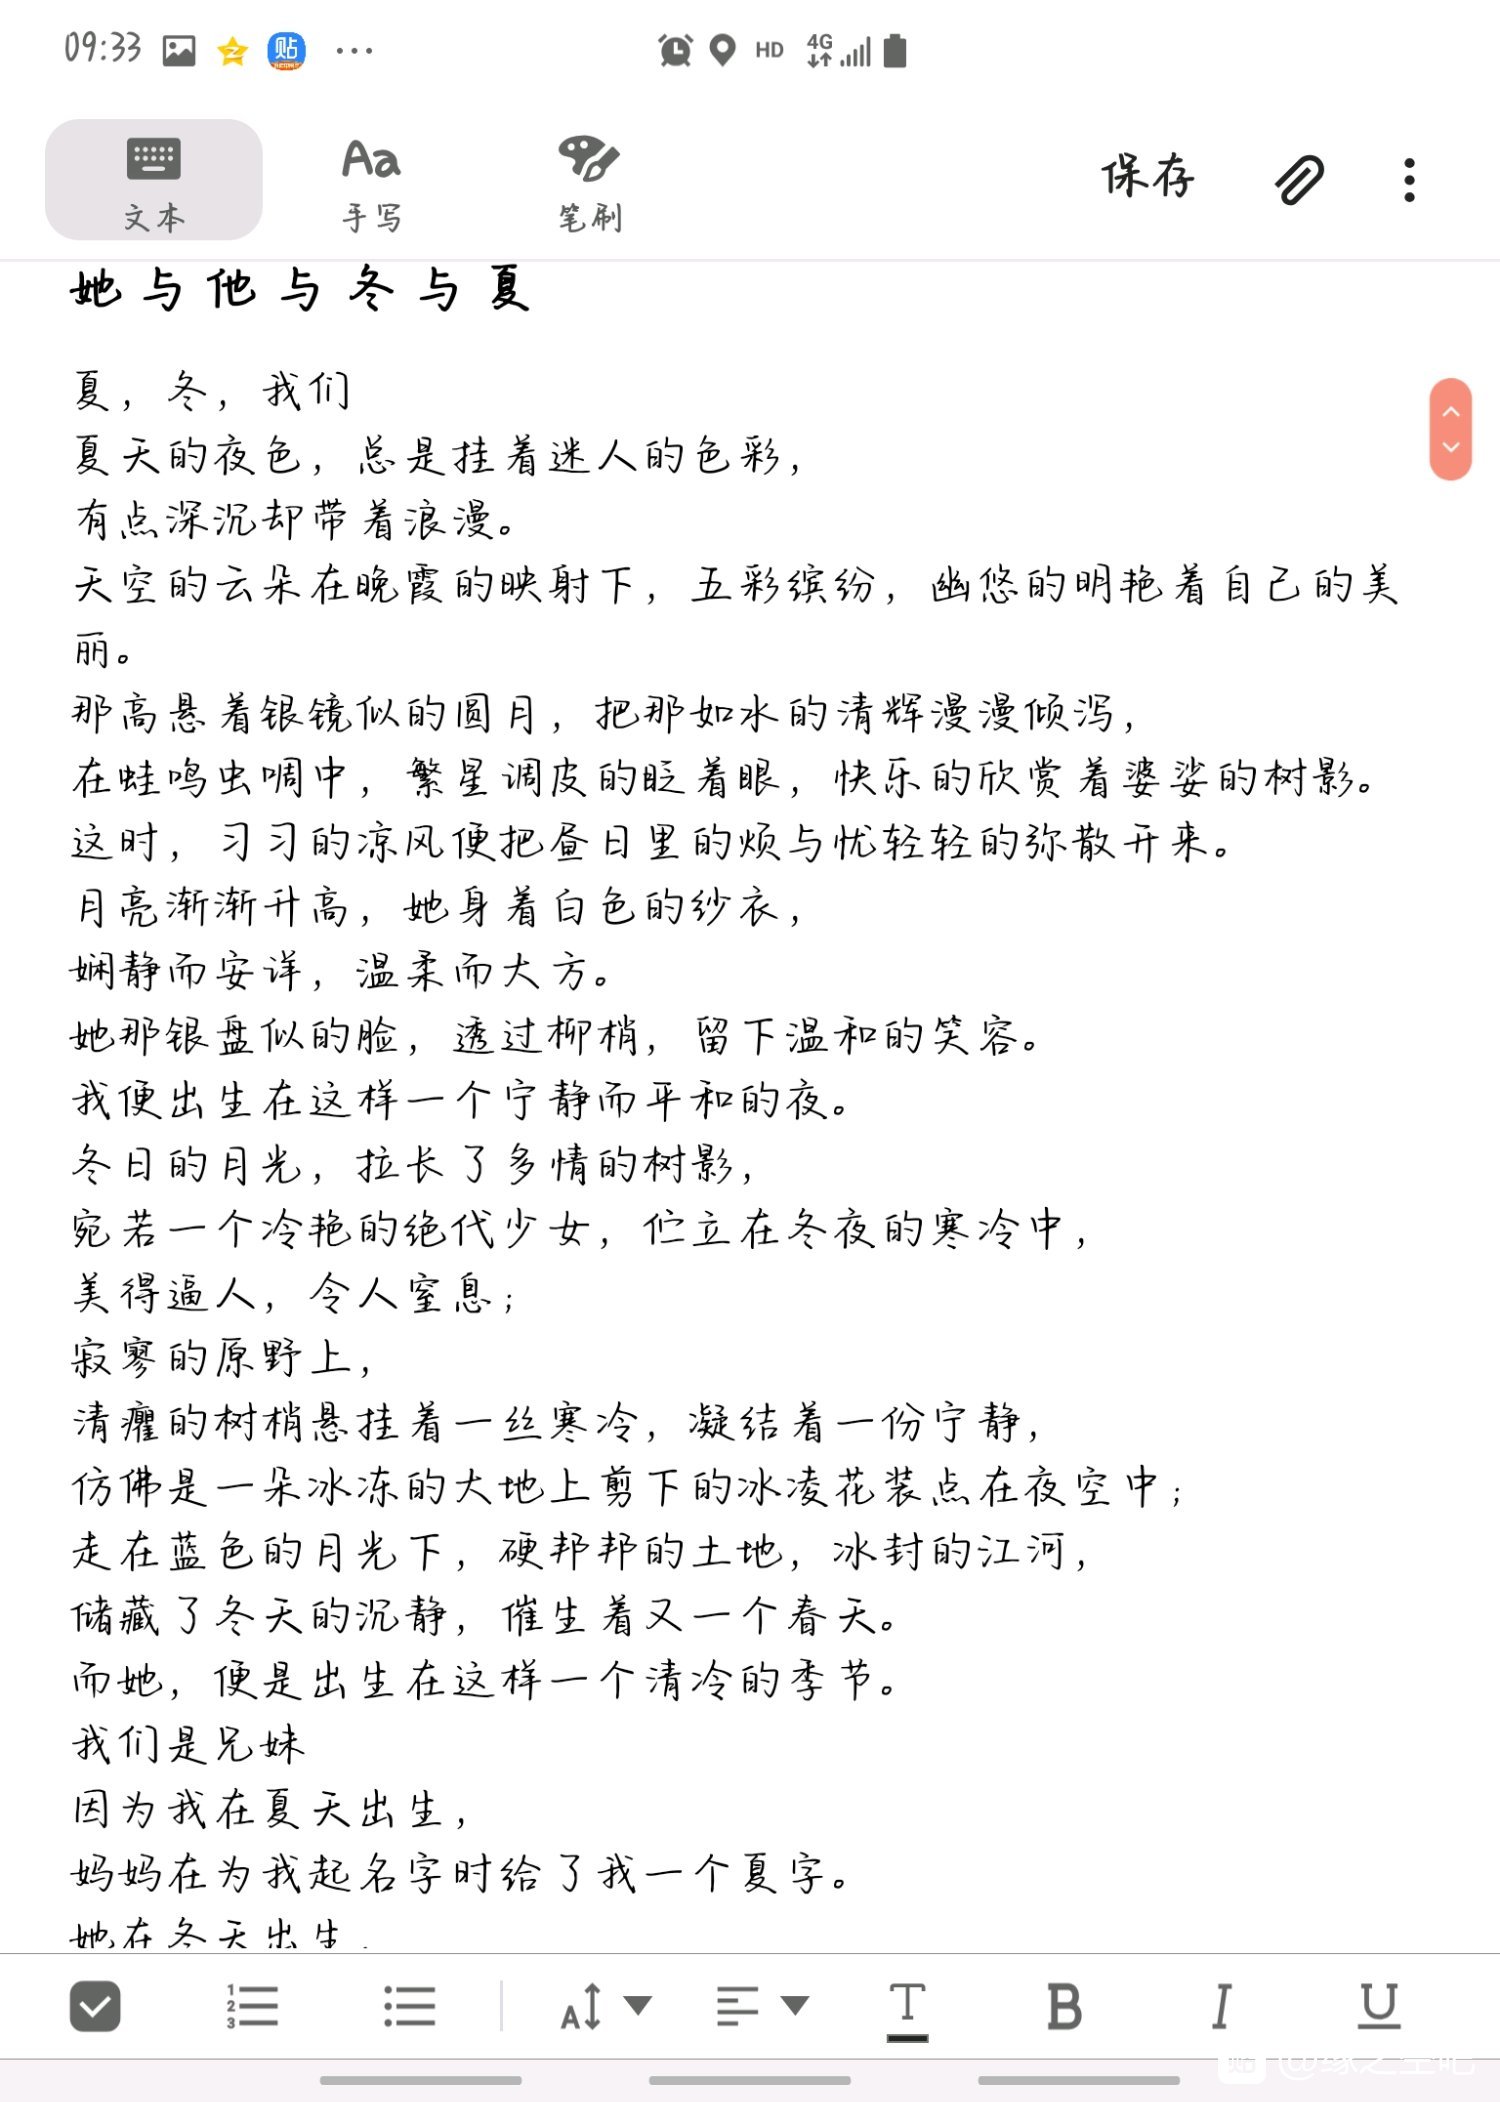 09:33 贴 ... HD 4G
文本 手写 笔刷 保存
她与他与冬与夏
夏，冬，我们
夏天的夜色，总是挂着迷人的色彩，
有点深沉却带着浪漫。
天空的云朵在晚霞的映射下，五彩缤纷，幽悠的明艳着自己的美
丽。
那高悬着银镜似的圆月，把那如水的清辉漫漫倾泻，
在蛙鸣虫啁中，繁星调皮的眨着眼，快乐的欣赏着婆娑的树影。
这时，习习的凉风便把昼日里的烦与忧轻轻的弥散开来。
月亮渐渐升高，她身着白色的纱衣，
娴静而安详，温柔而大方。
她那银盘似的脸，透过柳梢，留下温和的笑容。
我便出生在这样一个宁静而平和的夜。
冬日的月光，拉长了多情的树影，
宛若一个冷艳的绝代少女，伫立在冬夜的寒冷中，
美得逼人，令人窒息；
寂寥的原野上，
清癯的树梢悬挂着一丝寒冷，凝结着一份宁静，
仿佛是一朵冰冻的大地上剪下的冰凌花装点在夜空中；
走在蓝色的月光下，硬邦邦的土地，冰封的江河，
储藏了冬天的沉静，催生着又一个春天。
而她，便是出生在这样一个清冷的季节。
我们是兄妹
因为我在夏天出生，
妈妈在为我起名字时给了我一个夏字。
她在冬天出生，
A T B I U
@缘之空吧